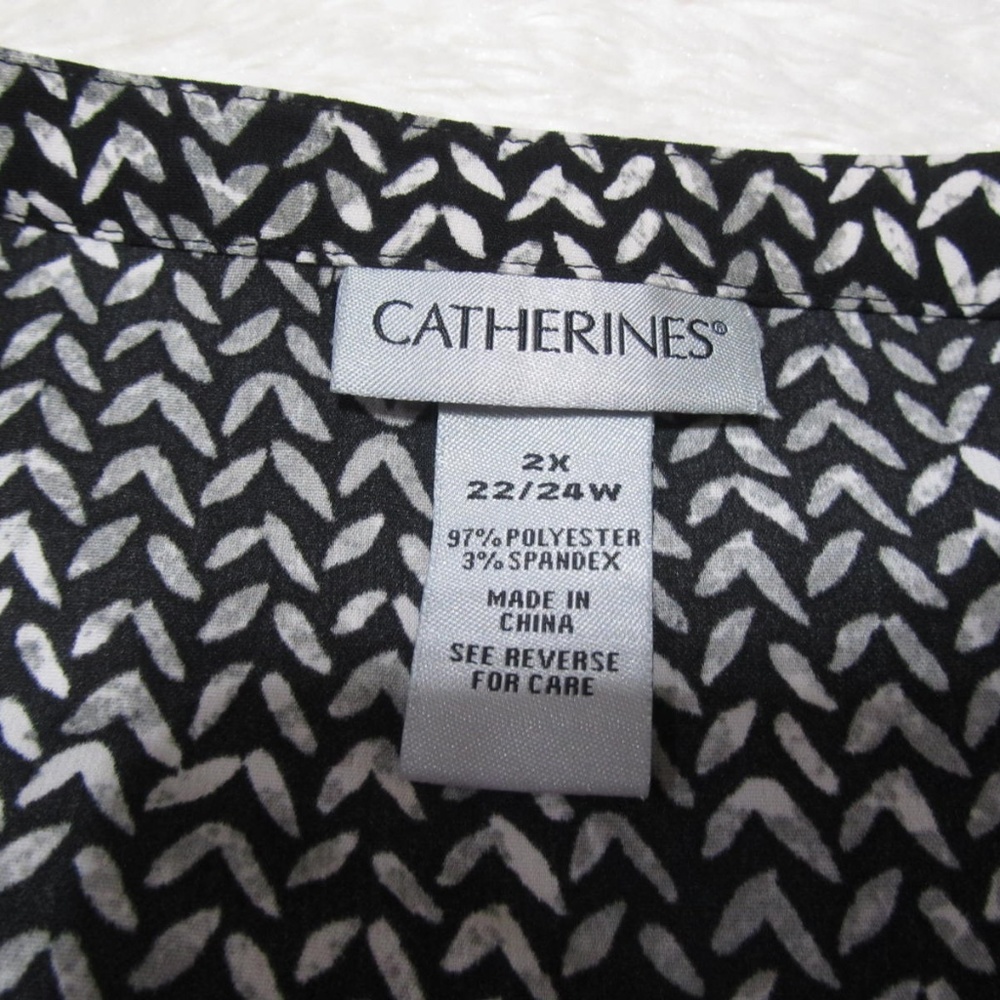 CATHERINES®
2X
22/24W
97% POLYESTER
3% SPANDEX
MADE IN
CHINA
SEE REVERSE
FOR CARE